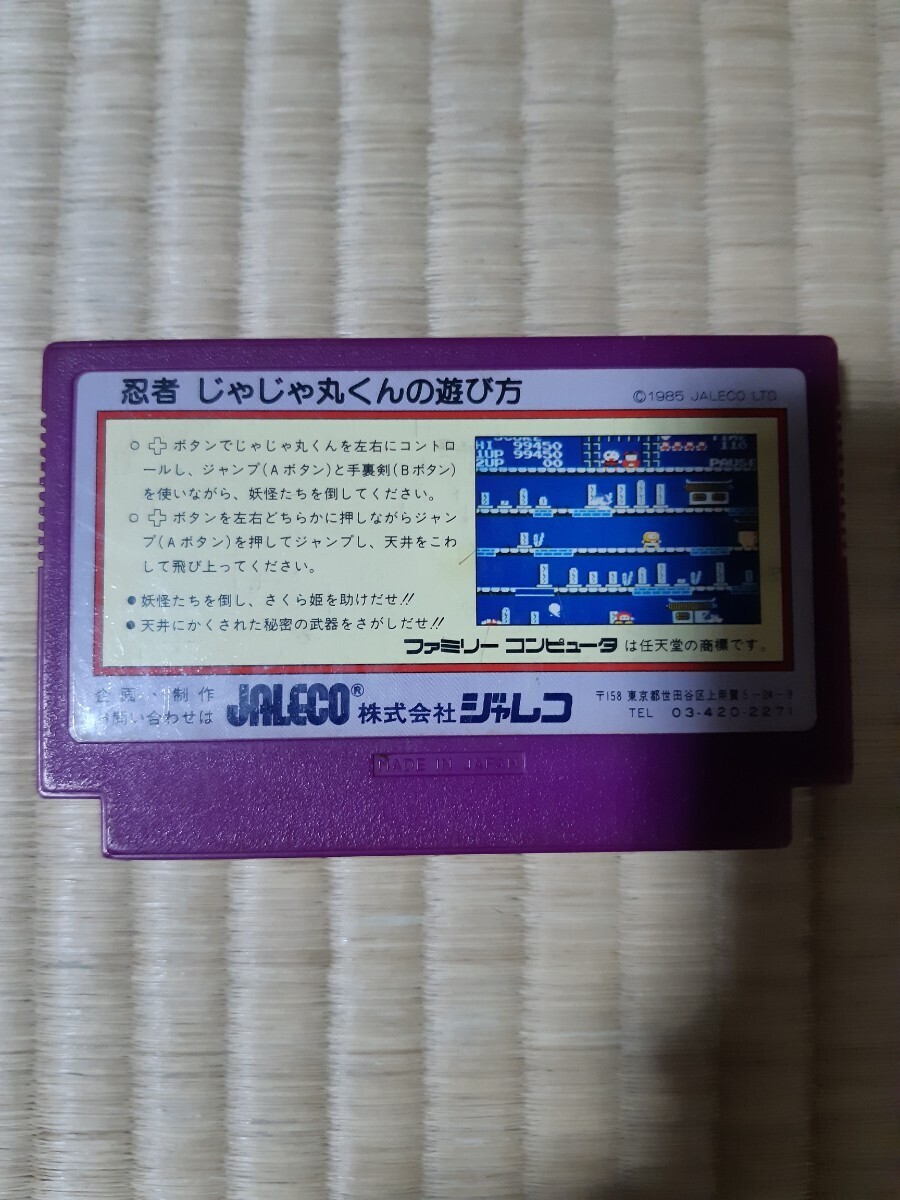 忍者 じゃじゃ丸くんの遊び方
©1985 JALECO LTD
○ ボタンでじゃじゃ丸くんを左右にコントロ
ールし、ジャンプ(Aボタン)と手裏剣(Bボタン)
を使いながら、妖怪たちを倒してください。
○ ボタンを左右どちらかに押しながらジャン
プ(Aボタン)を押してジャンプし、天井をこわ
して飛び上ってください。
●妖怪たちを倒し、さくら姫を助けだせ!!
●天井にかくされた秘密の武器をさがしだせ!!
SCORE
HI 99450
1UP 99450
2UP 00
110
PAUSE
ファミリー コンピュータ は任天堂の商標です。
企画・制作
お問い合わせは
JALECO® 株式会社 ジャレコ
〒158 東京都世田谷区上用賀5-24-9
TEL 03-420-2271
MADE IN JAPAN